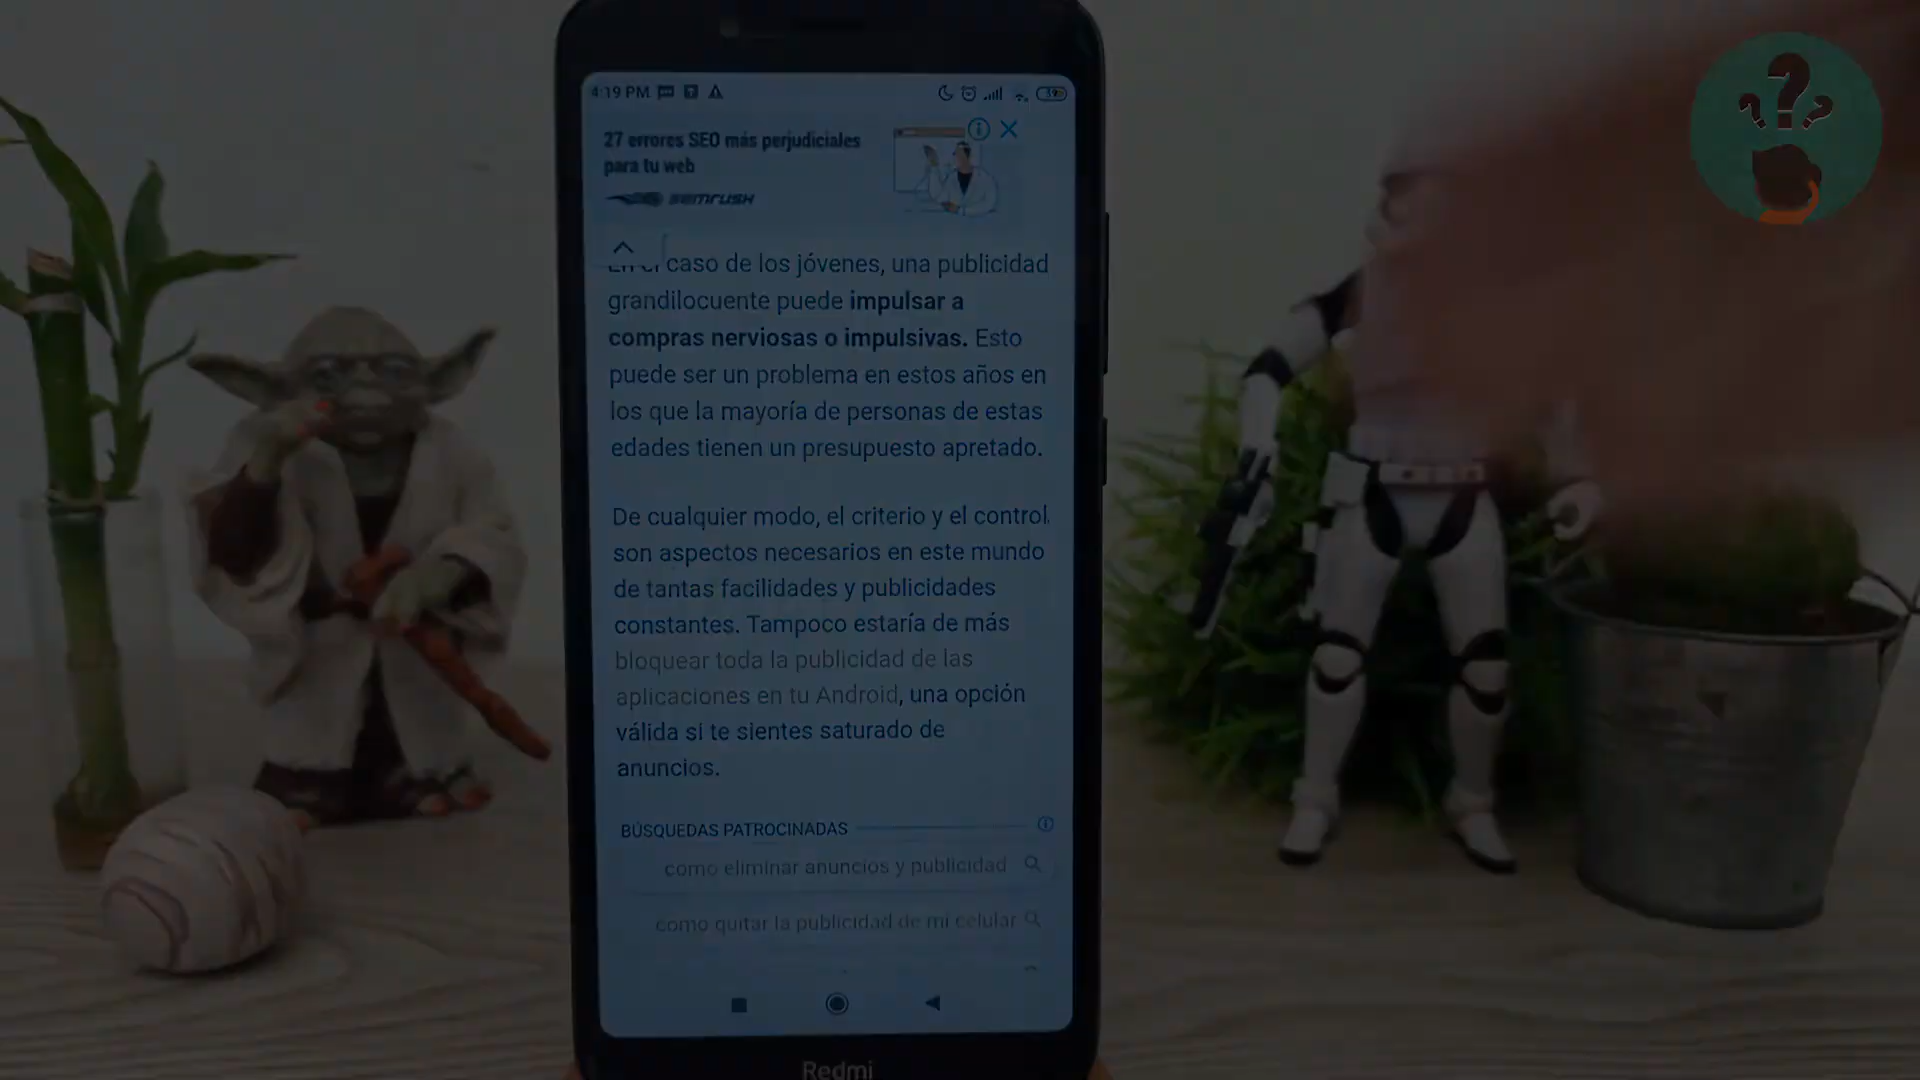 4:19 PM
39
27 errores SEO más perjudiciales
para tu web
semrush
caso de los jóvenes, una publicidad
grandilocuente puede impulsar a
compras nerviosas o impulsivas. Esto
puede ser un problema en estos años en
los que la mayoría de personas de estas
edades tienen un presupuesto apretado.
De cualquier modo, el criterio y el control,
son aspectos necesarios en este mundo
de tantas facilidades y publicidades
constantes. Tampoco estaría de más
bloquear toda la publicidad de las
aplicaciones en tu Android, una opción
válida si te sientes saturado de
anuncios.
BÚSQUEDAS PATROCINADAS
como eliminar anuncios y publicidad
como quitar la publicidad de mi celular
Redmi